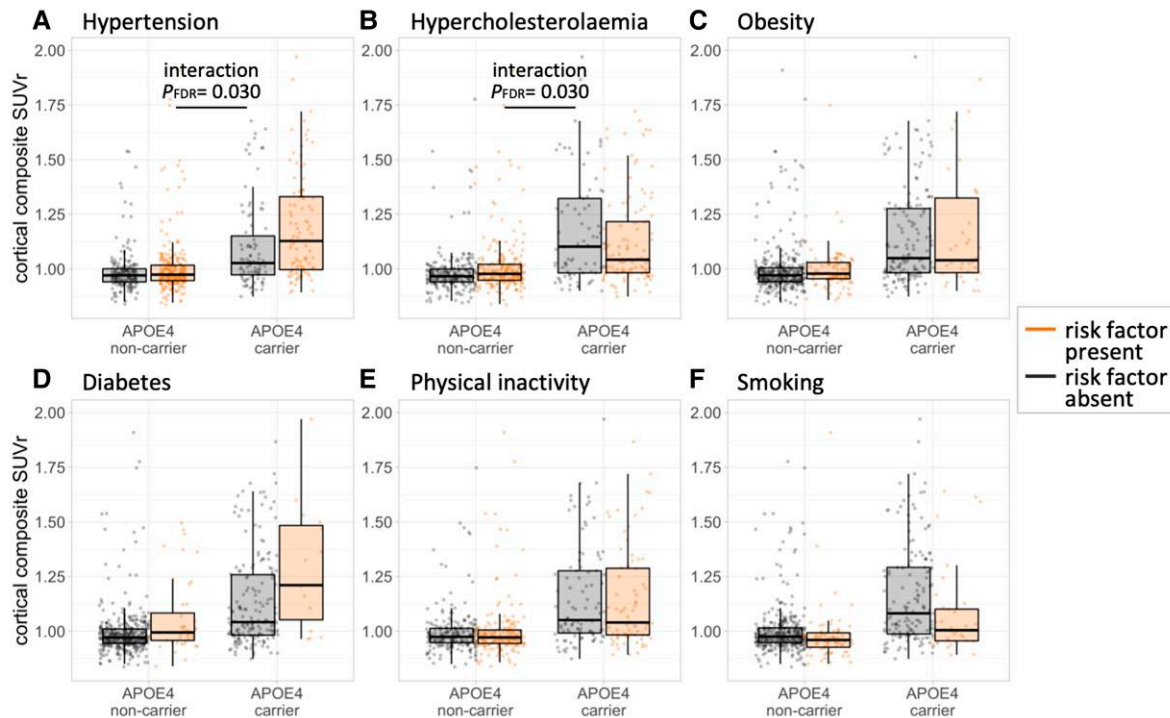 A Hypertension
B Hypercholesterolaemia
C Obesity
cortical composite SUVr
2.00
1.75
1.50
1.25
1.00
interaction
PFDR= 0.030
interaction
PFDR= 0.030
APOE4
non-carrier
APOE4
carrier
APOE4
non-carrier
APOE4
carrier
APOE4
non-carrier
APOE4
carrier
risk factor
present
risk factor
absent
D Diabetes
E Physical inactivity
F Smoking
cortical composite SUVr
2.00
1.75
1.50
1.25
1.00
APOE4
non-carrier
APOE4
carrier
APOE4
non-carrier
APOE4
carrier
APOE4
non-carrier
APOE4
carrier